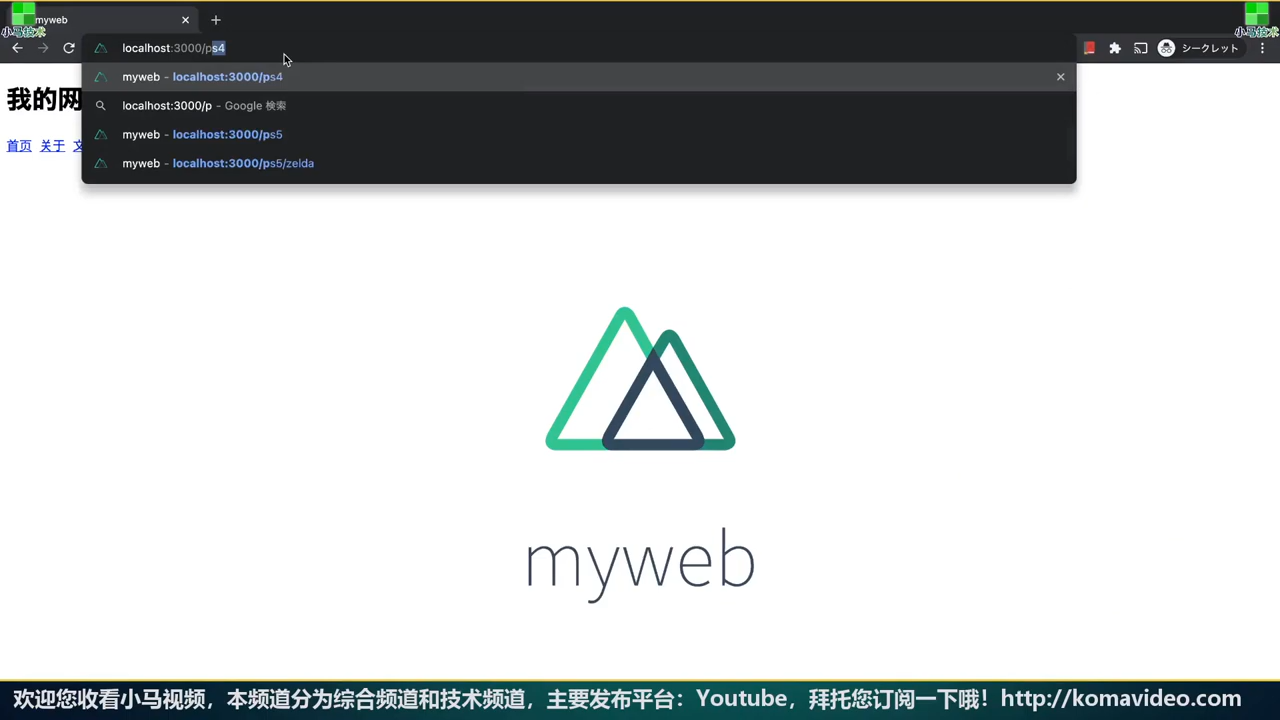 myweb
小马技术
小马技术
localhost:3000/ps4
シークレット
myweb - localhost:3000/ps4
localhost:3000/p - Google 検索
myweb - localhost:3000/ps5
myweb - localhost:3000/ps5/zelda
我的网
首页 关于
myweb
欢迎您收看小马视频，本频道分为综合频道和技术频道，主要发布平台：Youtube，拜托您订阅一下哦！http://komavideo.com